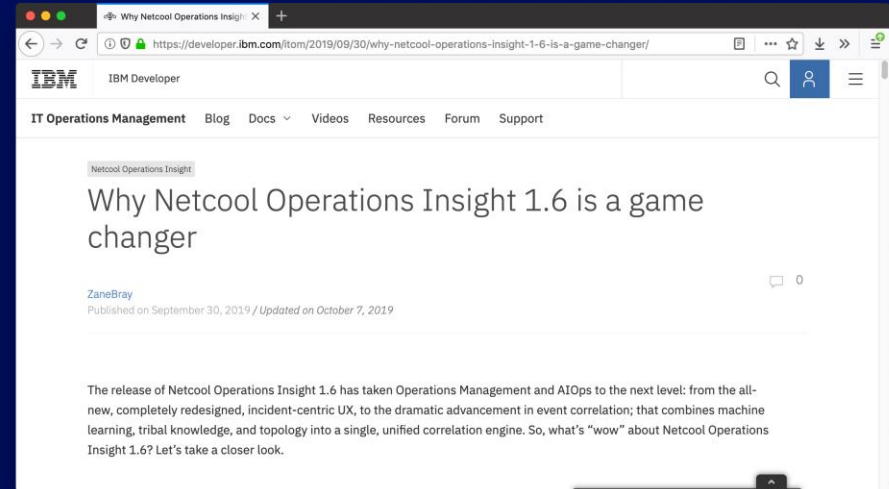 Why Netcool Operations Insigh
https://developer.ibm.com/itom/2019/09/30/why-netcool-operations-insight-1-6-is-a-game-changer/
IBM
IBM Developer
IT Operations Management Blog Docs Videos Resources Forum Support
Netcool Operations Insight
Why Netcool Operations Insight 1.6 is a game
changer
0
ZaneBray
Published on September 30, 2019 / Updated on October 7, 2019
The release of Netcool Operations Insight 1.6 has taken Operations Management and AIOps to the next level: from the all-
new, completely redesigned, incident-centric UX, to the dramatic advancement in event correlation; that combines machine
learning, tribal knowledge, and topology into a single, unified correlation engine. So, what's “wow” about Netcool Operations
Insight 1.6? Let's take a closer look.